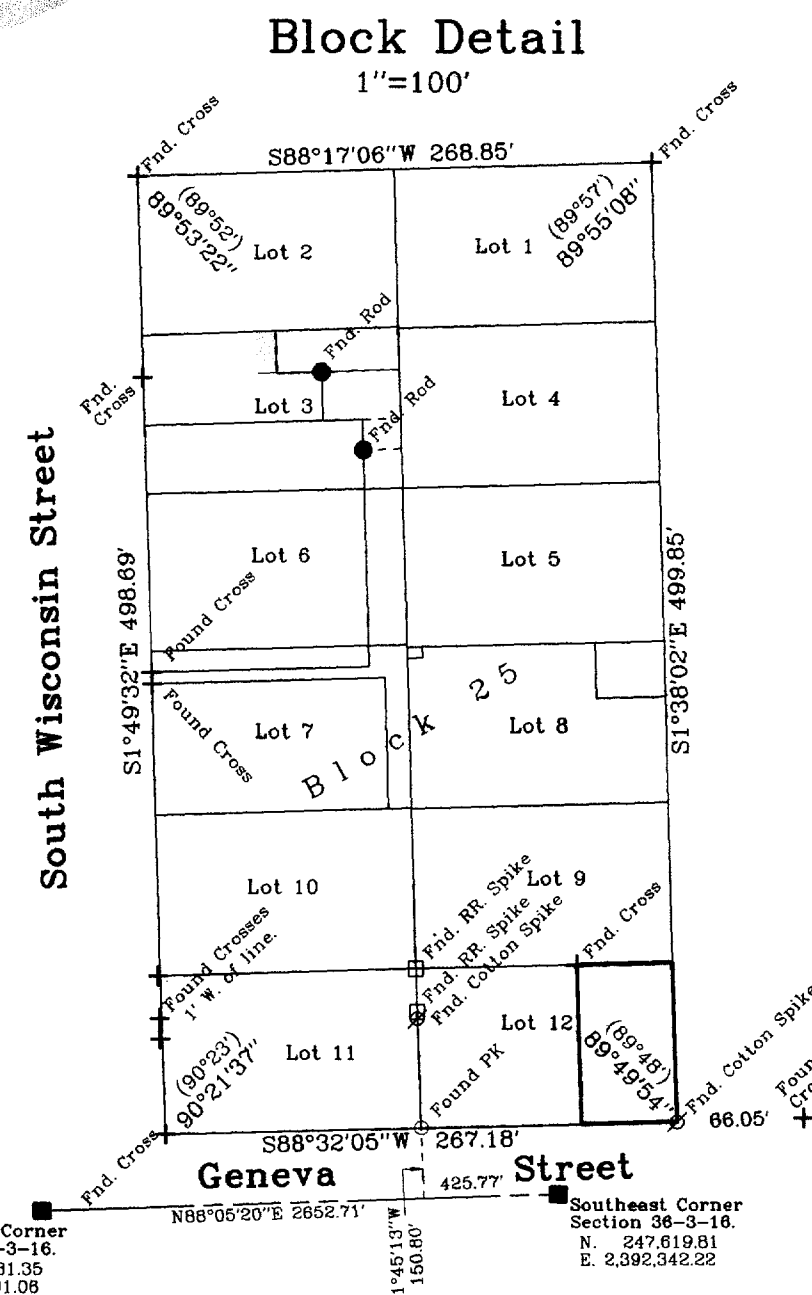 Block Detail
1"=100'
Fnd. Cross
Fnd. Cross
S88°17'06"W 268.85'
(89°52')
89°53'22"
(89°57')
89°55'08"
Lot 2
Lot 1
Fnd. Rod
Fnd.
Cross
Lot 3
Fnd. Rod
Lot 4
South Wisconsin Street
S1°49'32"E 498.69'
Lot 6
Lot 5
Found Cross
S1°38'02"E 499.85'
Found Cross
Lot 7
Block 25
Lot 8
Lot 10
Lot 9
Fnd. RR. Spike
Fnd. RR. Spike
Fnd. Cotton Spike
Fnd. Cross
Found Crosses
1' W. of line.
Lot 11
Lot 12
(90°23')
90°21'37"
(89°48')
89°49'54"
Found PK
Fnd. Cotton Spike
66.05'
Fnd. Cross
S88°32'05"W 267.18'
Geneva Street
425.77'
N88°05'20"E 2652.71'
1°45'13"W
150.80'
Corner
-3-16.
31.35
01.06
Southeast Corner
Section 36-3-16.
N. 247,619.81
E. 2,392,342.22